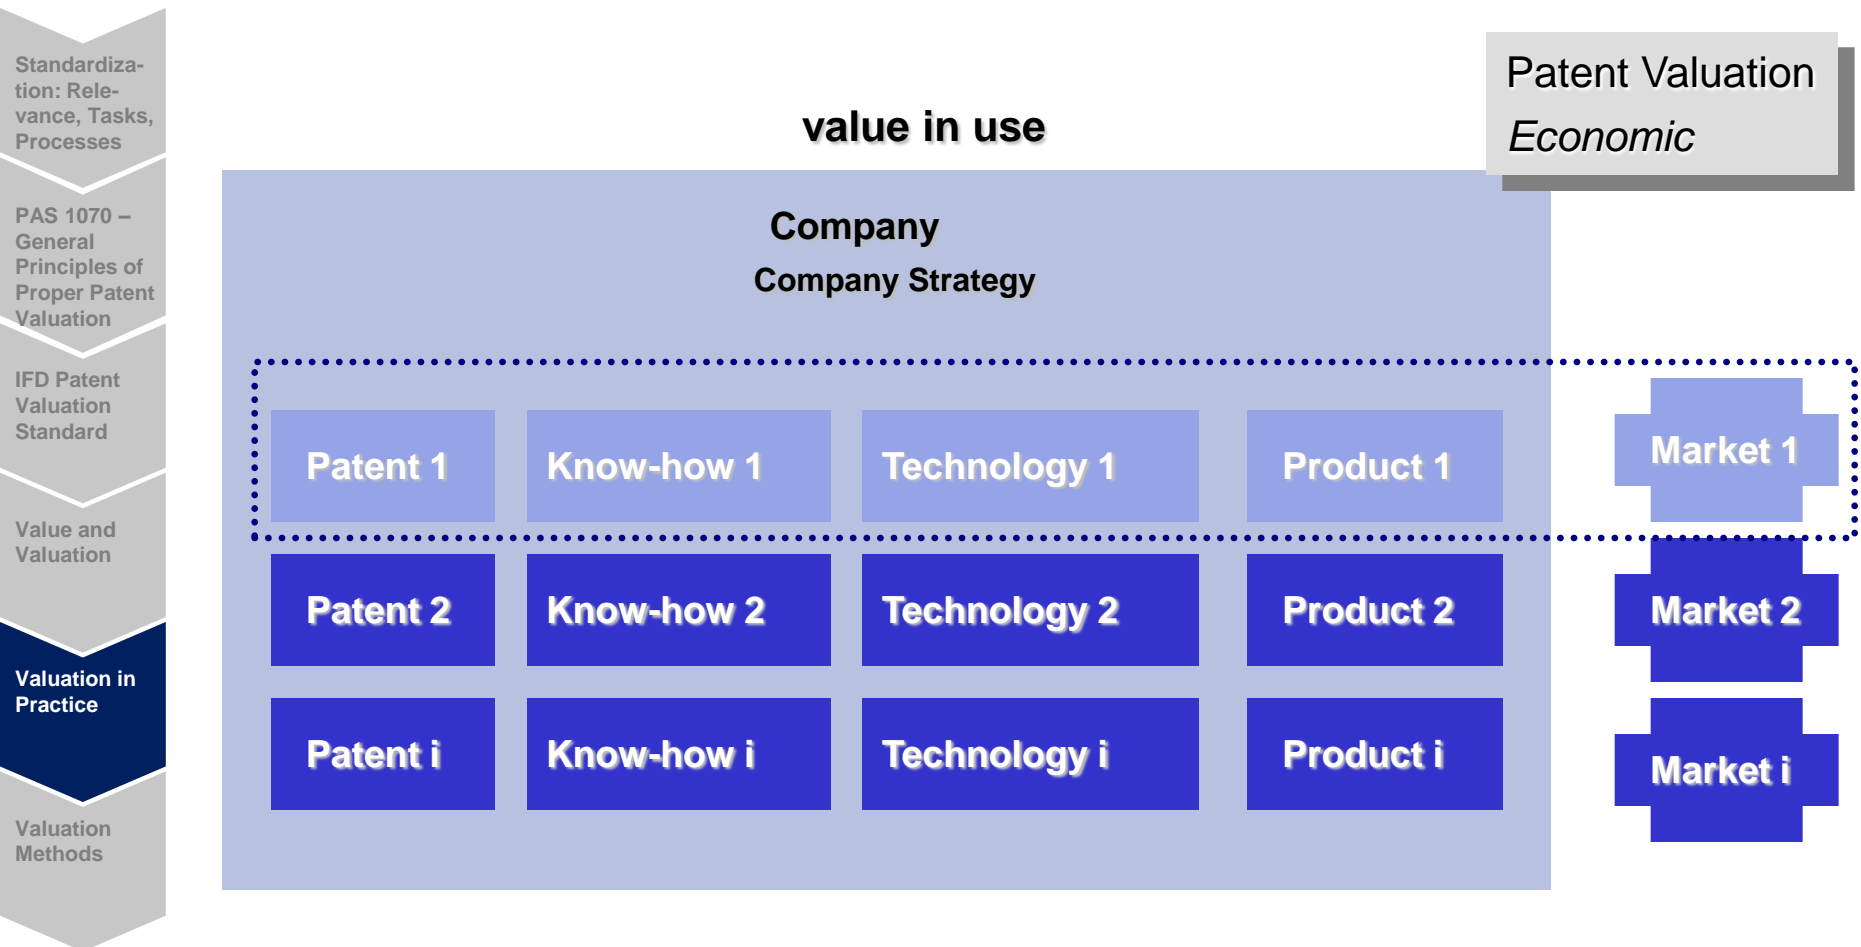 Standardiza-
tion: Rele-
vance, Tasks,
Processes
PAS 1070 –
General
Principles of
Proper Patent
Valuation
IFD Patent
Valuation
Standard
Value and
Valuation
Valuation in
Practice
Valuation
Methods
Patent Valuation
Economic
value in use
Company
Company Strategy
Patent 1 Know-how 1 Technology 1 Product 1 Market 1
Patent 2 Know-how 2 Technology 2 Product 2 Market 2
Patent i Know-how i Technology i Product i Market i